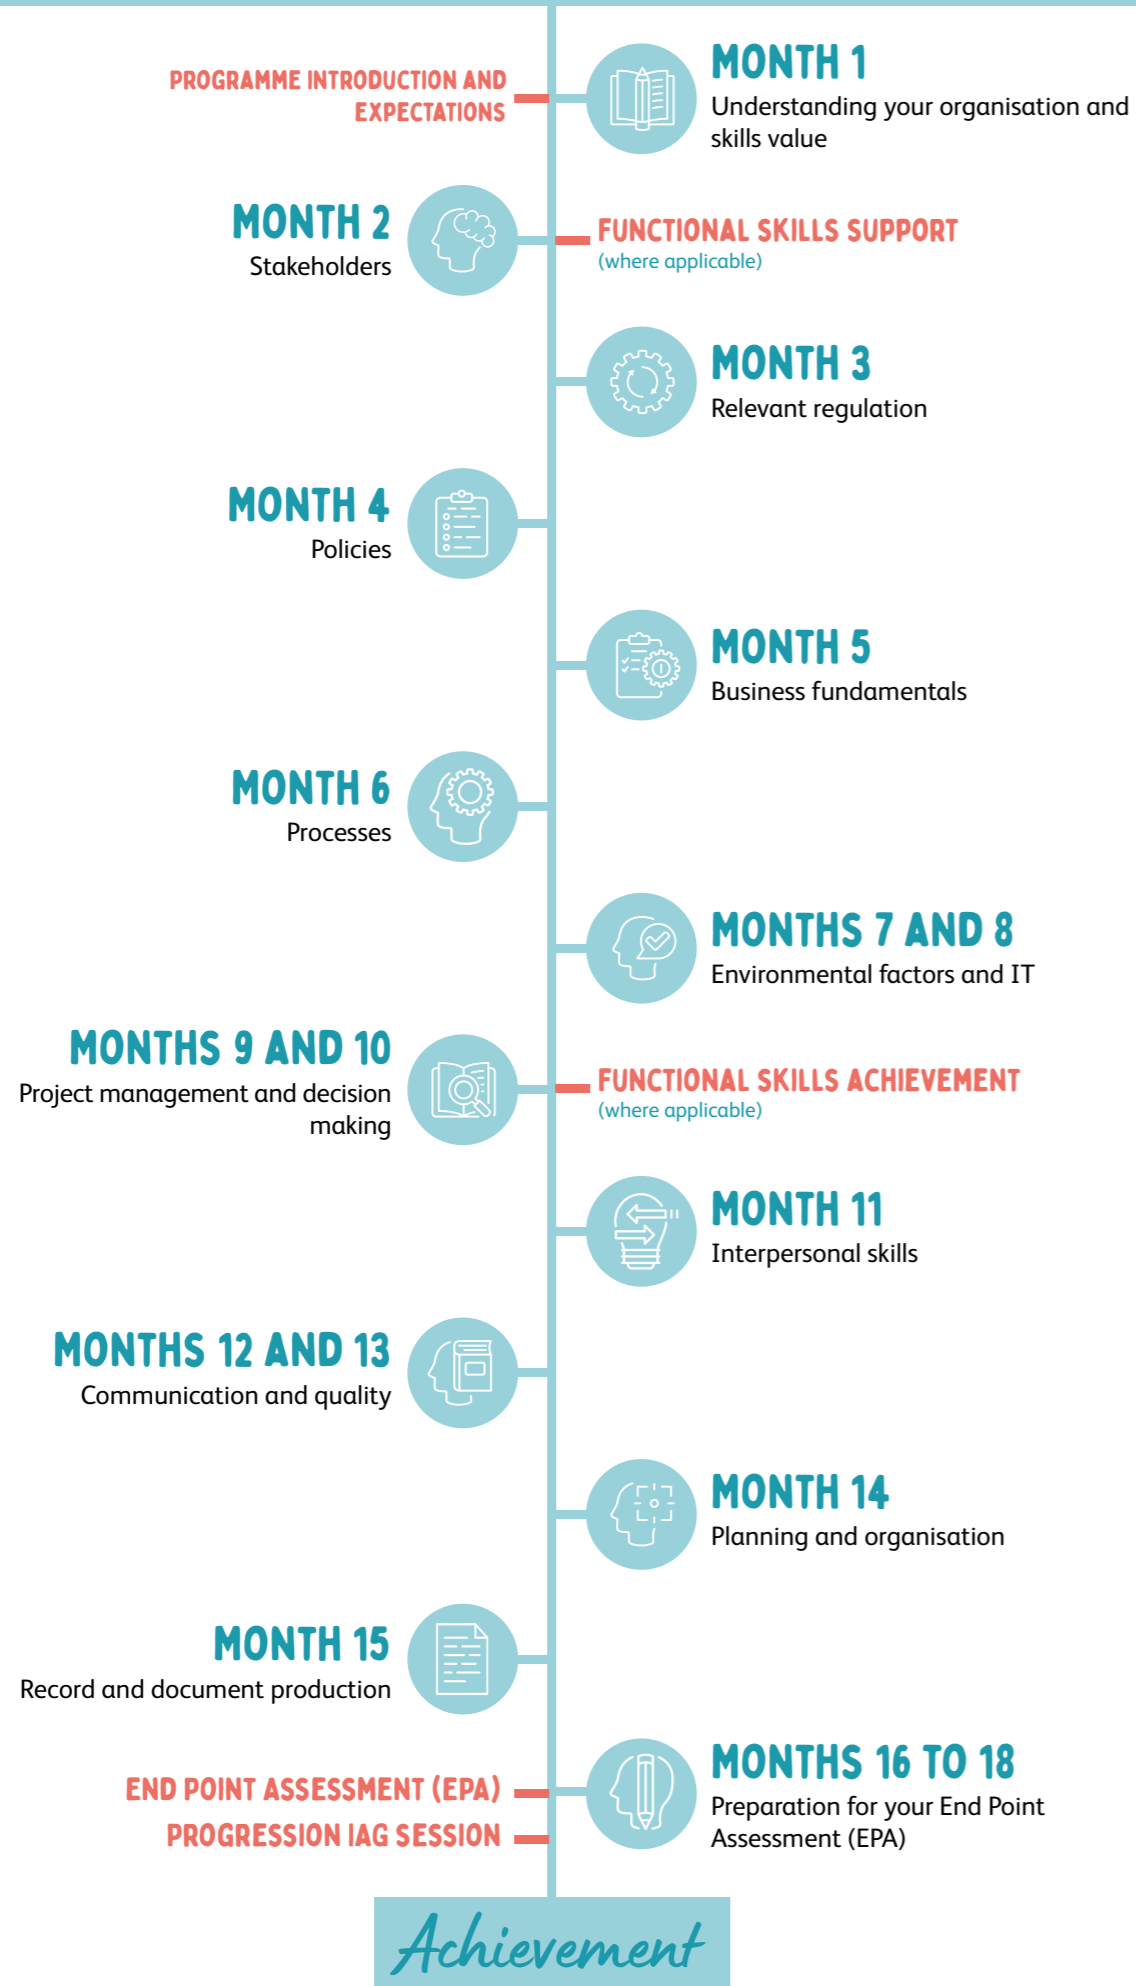 PROGRAMME INTRODUCTION AND
EXPECTATIONS
MONTH 1
Understanding your organisation and
skills value
MONTH 2
Stakeholders
FUNCTIONAL SKILLS SUPPORT
(where applicable)
MONTH 3
Relevant regulation
MONTH 4
Policies
MONTH 5
Business fundamentals
MONTH 6
Processes
MONTHS 7 AND 8
Environmental factors and IT
MONTHS 9 AND 10
Project management and decision
making
FUNCTIONAL SKILLS ACHIEVEMENT
(where applicable)
MONTH 11
Interpersonal skills
MONTHS 12 AND 13
Communication and quality
MONTH 14
Planning and organisation
MONTH 15
Record and document production
END POINT ASSESSMENT (EPA)
PROGRESSION IAG SESSION
MONTHS 16 TO 18
Preparation for your End Point
Assessment (EPA)
Achievement